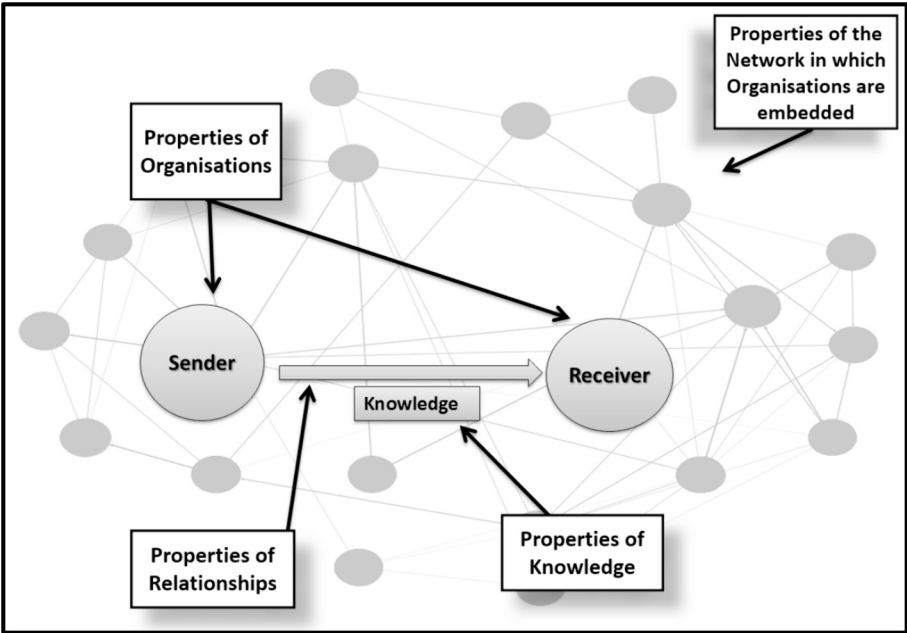 Properties of the
Network in which
Organisations are
embedded
Properties of
Organisations
Sender
Receiver
Knowledge
Properties of
Relationships
Properties of
Knowledge